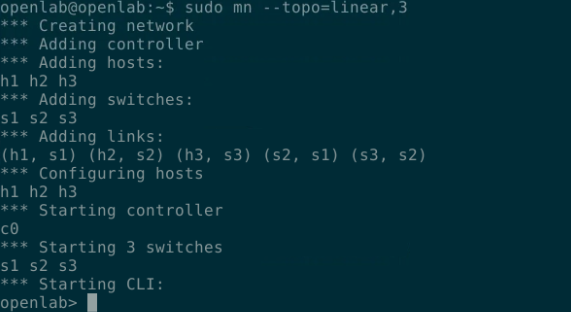 openlab@openlab:~$ sudo mn --topo=linear,3
*** Creating network
*** Adding controller
*** Adding hosts:
h1 h2 h3
*** Adding switches:
s1 s2 s3
*** Adding links:
(h1, s1) (h2, s2) (h3, s3) (s2, s1) (s3, s2)
*** Configuring hosts
h1 h2 h3
*** Starting controller
c0
*** Starting 3 switches
s1 s2 s3
*** Starting CLI:
openlab>